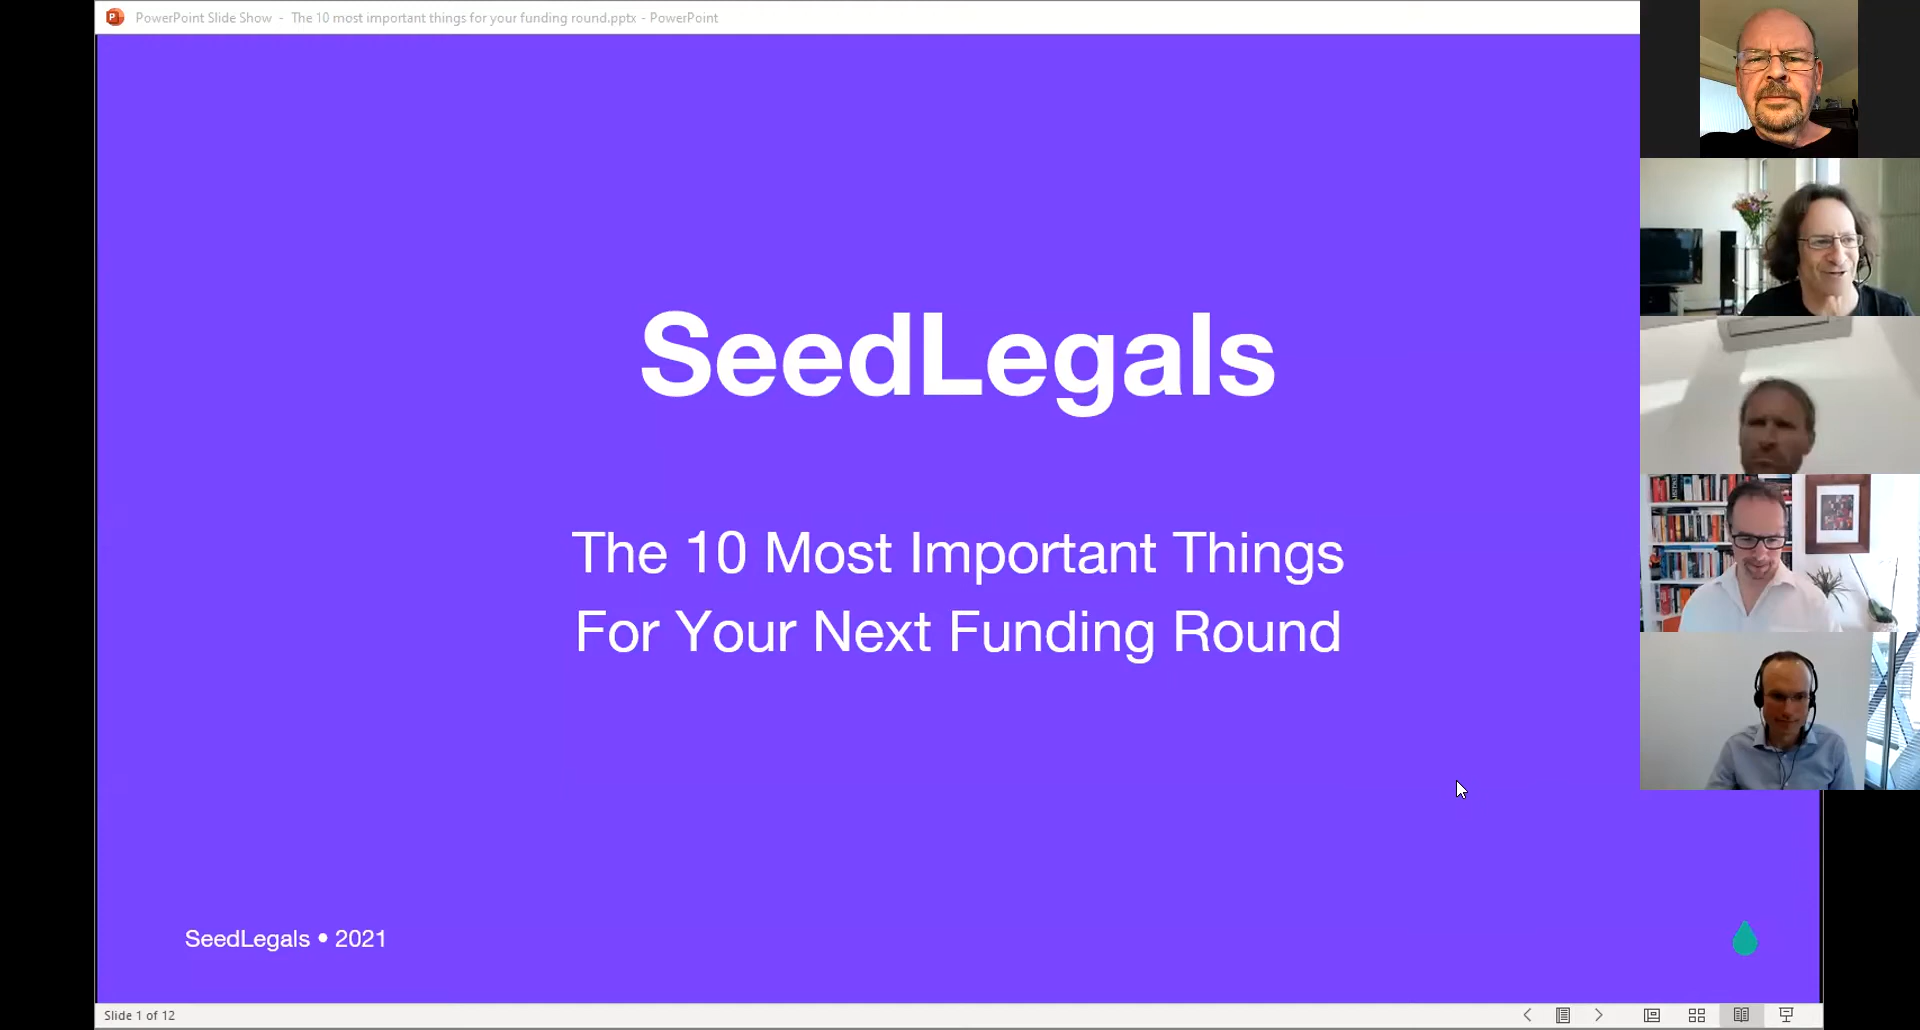 PowerPoint Slide Show - The 10 most important things for your funding round.pptx - PowerPoint
SeedLegals
The 10 Most Important Things
For Your Next Funding Round
SeedLegals • 2021
Slide 1 of 12